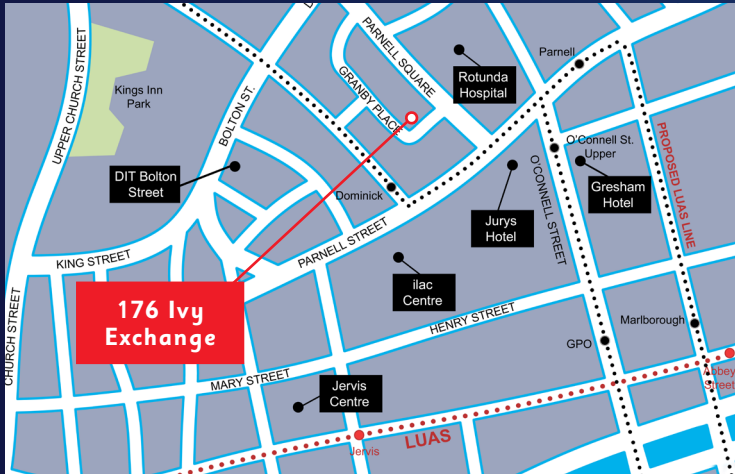 UPPER CHURCH STREET
Kings Inn
Park
BOLTON ST.
PARNELL SQUARE
GRANBY PLACE
Rotunda
Hospital
Parnell
O'Connell St.
Upper
Gresham
Hotel
PROPOSED LUAS LINE
DIT Bolton
Street
Dominick
Jurys
Hotel
O'CONNELL STREET
PARNELL STREET
KING STREET
ilac
Centre
176 Ivy
Exchange
CHURCH STREET
HENRY STREET
Marlborough
GPO
MARY STREET
Jervis
Centre
Abbey
Street
LUAS
Jervis